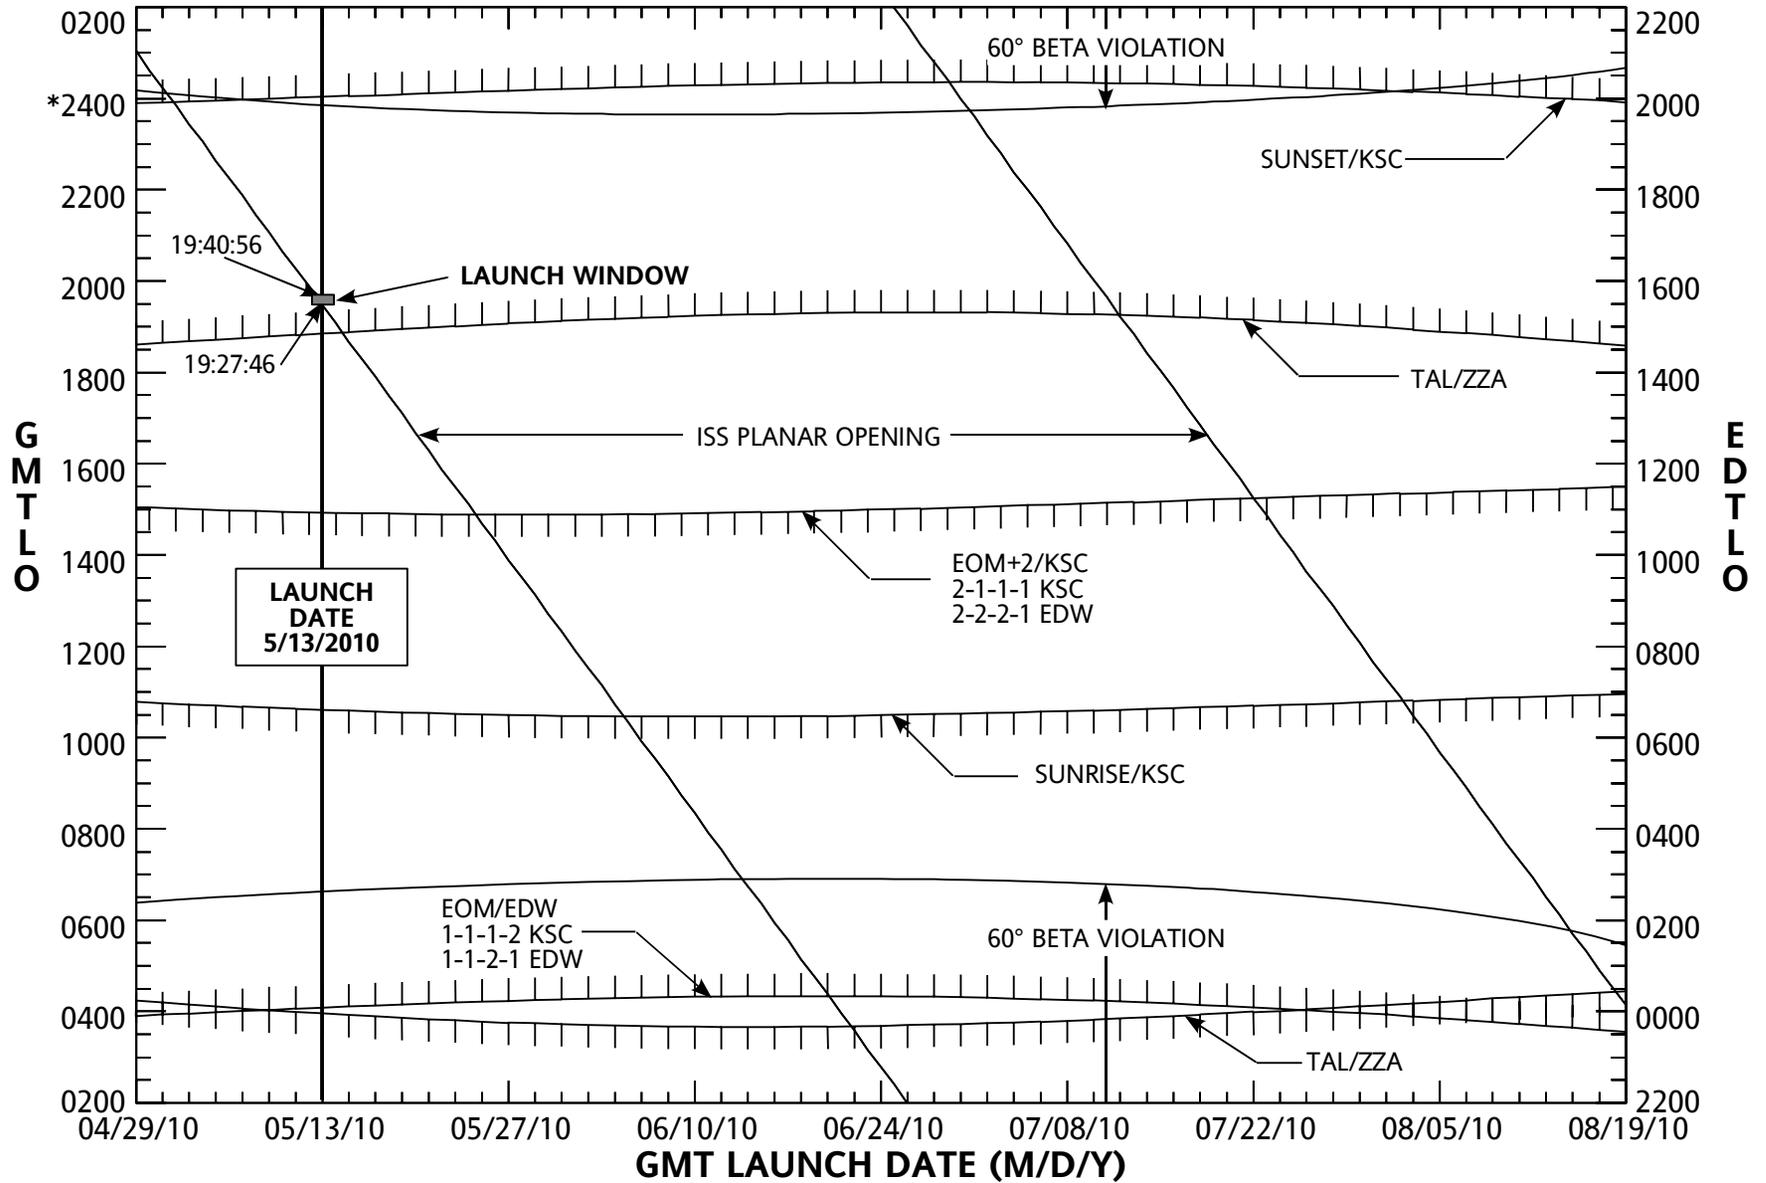 0200
2200
60° BETA VIOLATION
*2400
2000
SUNSET/KSC
2200
1800
19:40:56
LAUNCH WINDOW
2000
1600
19:27:46
1800
1400
TAL/ZZA
GMTLO
EDTLO
ISS PLANAR OPENING
1600
1200
1400
1000
EOM+2/KSC
2-1-1-1 KSC
2-2-2-1 EDW
LAUNCH
DATE
5/13/2010
1200
0800
1000
0600
SUNRISE/KSC
0800
0400
EOM/EDW
1-1-1-2 KSC
1-1-2-1 EDW
0600
0200
60° BETA VIOLATION
0400
0000
TAL/ZZA
0200
2200
04/29/10 05/13/10 05/27/10 06/10/10 06/24/10 07/08/10 07/22/10 08/05/10 08/19/10
GMT LAUNCH DATE (M/D/Y)